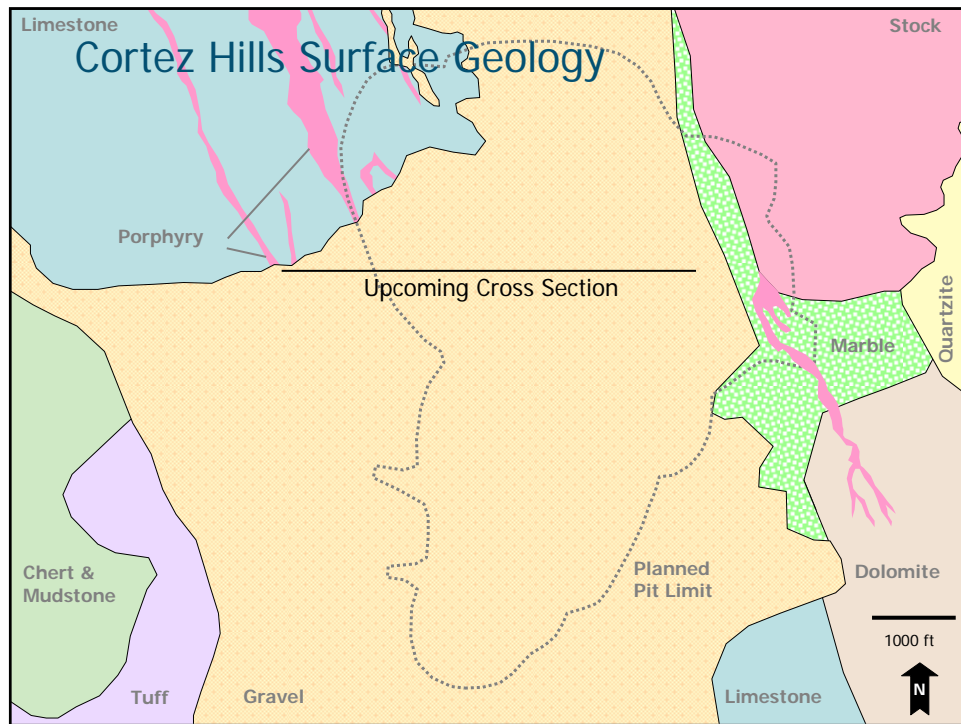 Limestone
Stock
Cortez Hills Surface Geology
Porphyry
Upcoming Cross Section
Quartzite
Marble
Chert &
Mudstone
Planned
Pit Limit
Dolomite
1000 ft
Tuff
Gravel
Limestone
N